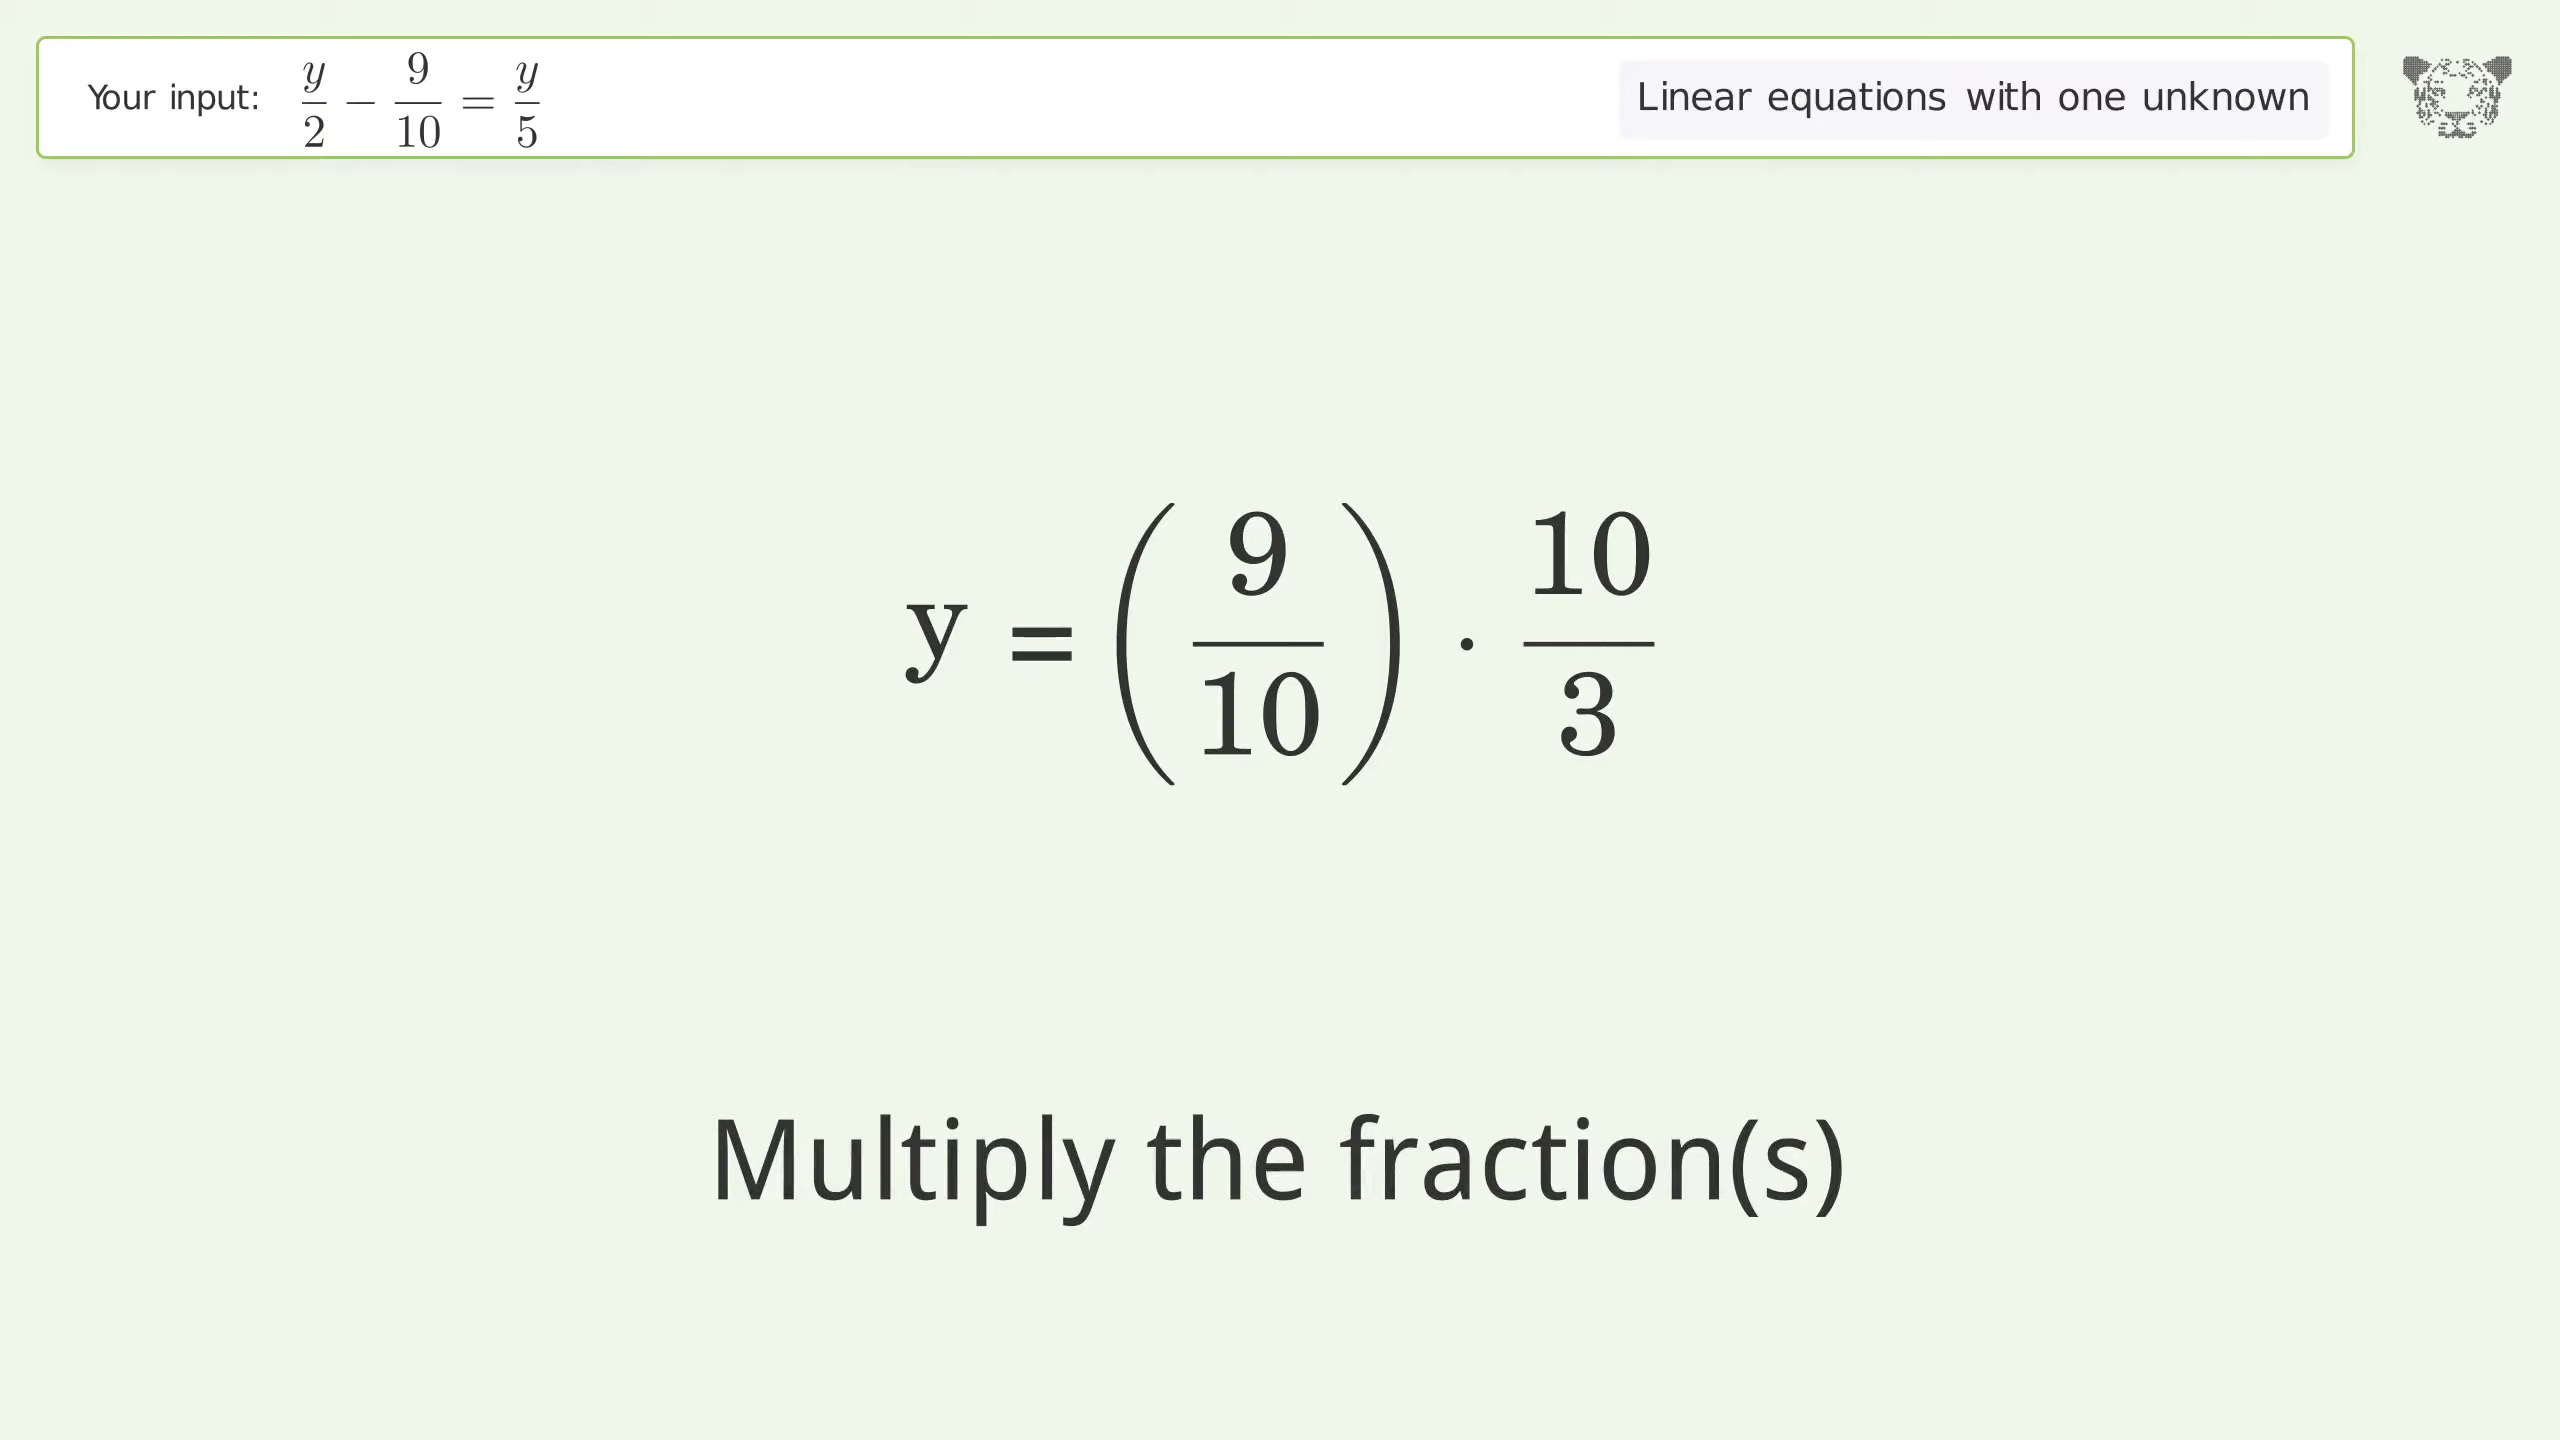 Your input: y/2 − 9/10 = y/5
Linear equations with one unknown
y = (9/10) · 10/3
Multiply the fraction(s)